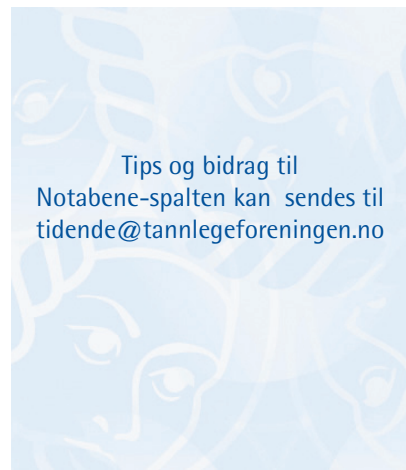 Tips og bidrag til
Notabene-spalten kan sendes til
tidende@tannlegeforeningen.no